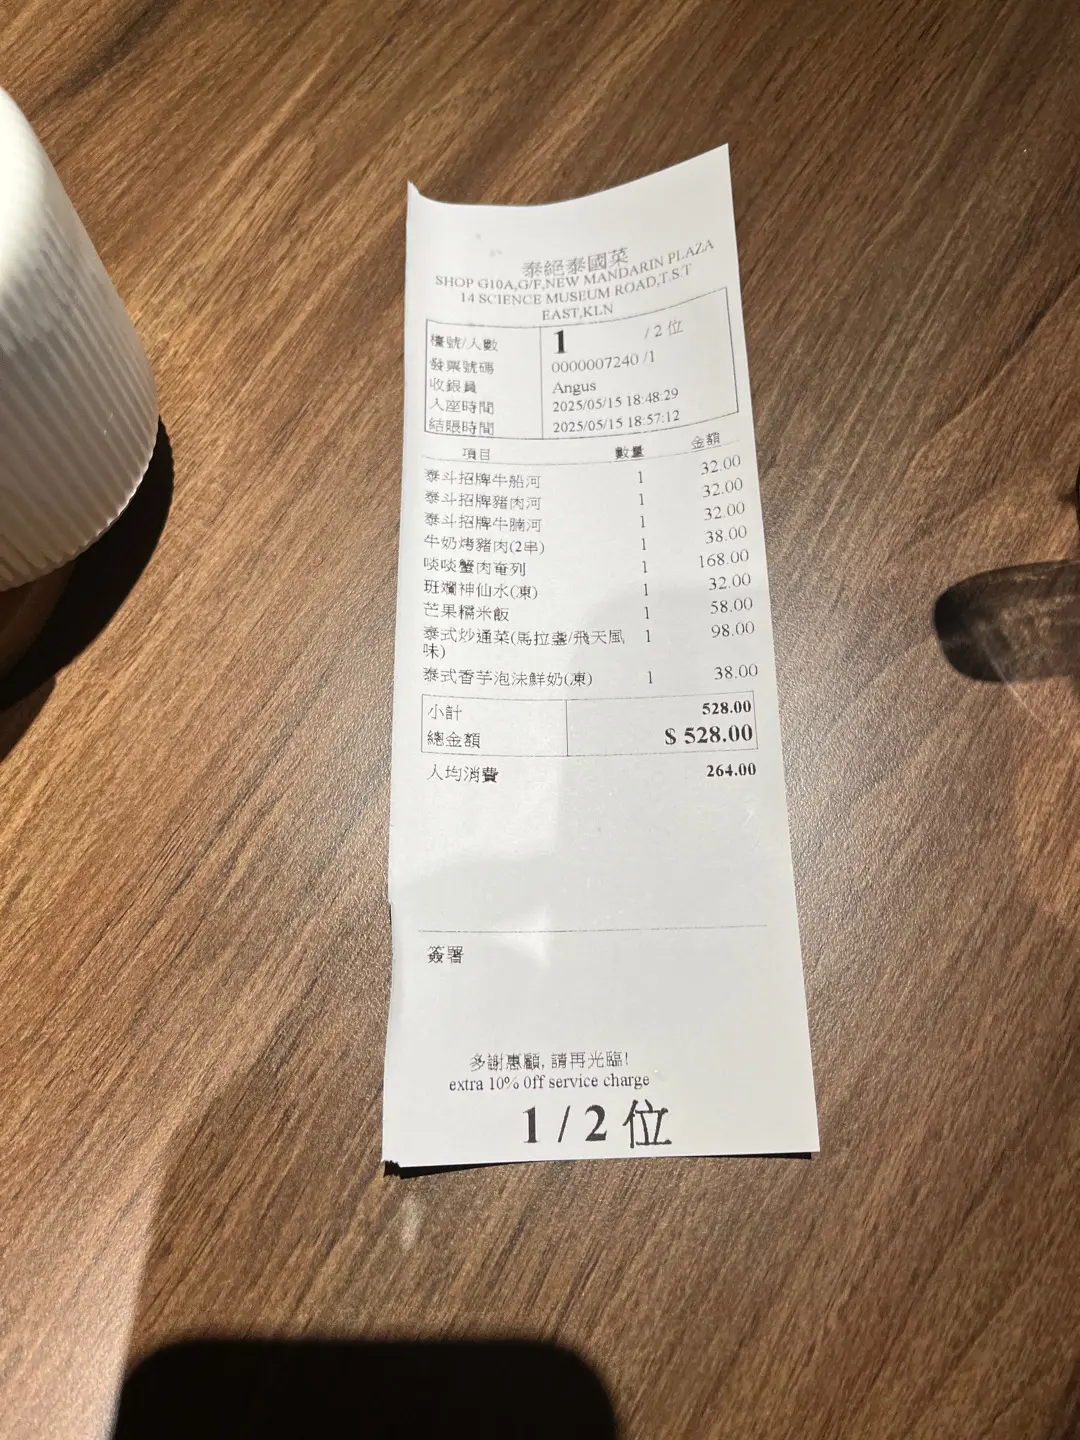 泰絕泰國菜
SHOP G10A,G/F,NEW MANDARIN PLAZA
14 SCIENCE MUSEUM ROAD,T.S.T
EAST,KLN
檯號/人數 1 / 2 位
發票號碼 0000007240 /1
收銀員 Angus
入座時間 2025/05/15 18:48:29
結賬時間 2025/05/15 18:57:12
項目 數量 金額
泰斗招牌牛船河 1 32.00
泰斗招牌豬肉河 1 32.00
泰斗招牌牛腩河 1 32.00
牛奶烤豬肉(2串) 1 38.00
啖啖蟹肉奄列 1 168.00
班斕神仙水(凍) 1 32.00
芒果糯米飯 1 58.00
泰式炒通菜(馬拉盞/飛天風 1 98.00
味)
泰式香芋泡沫鮮奶(凍) 1 38.00
小計 528.00
總金額 $ 528.00
人均消費 264.00
簽署
多謝惠顧, 請再光臨!
extra 10% 0ff service charge
1 / 2 位